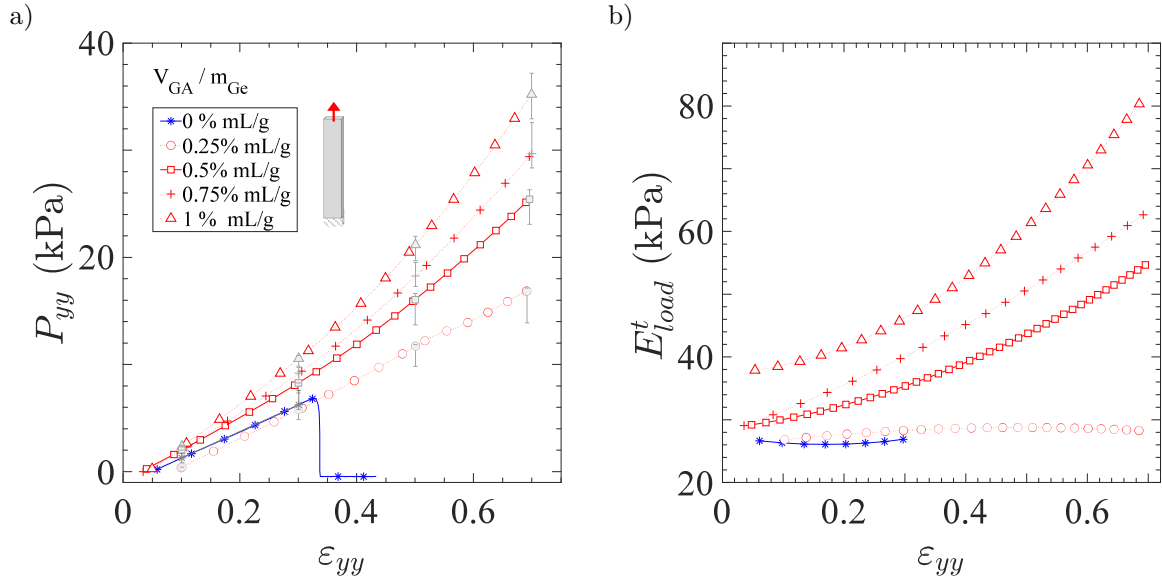 a)
40
20
0
0
0.2
0.4
0.6
P_yy (kPa)
ε_yy
V_GA / m_Ge
0 % mL/g
0.25% mL/g
0.5% mL/g
0.75% mL/g
1 % mL/g
b)
80
60
40
20
0
0.2
0.4
0.6
E^t_load (kPa)
ε_yy